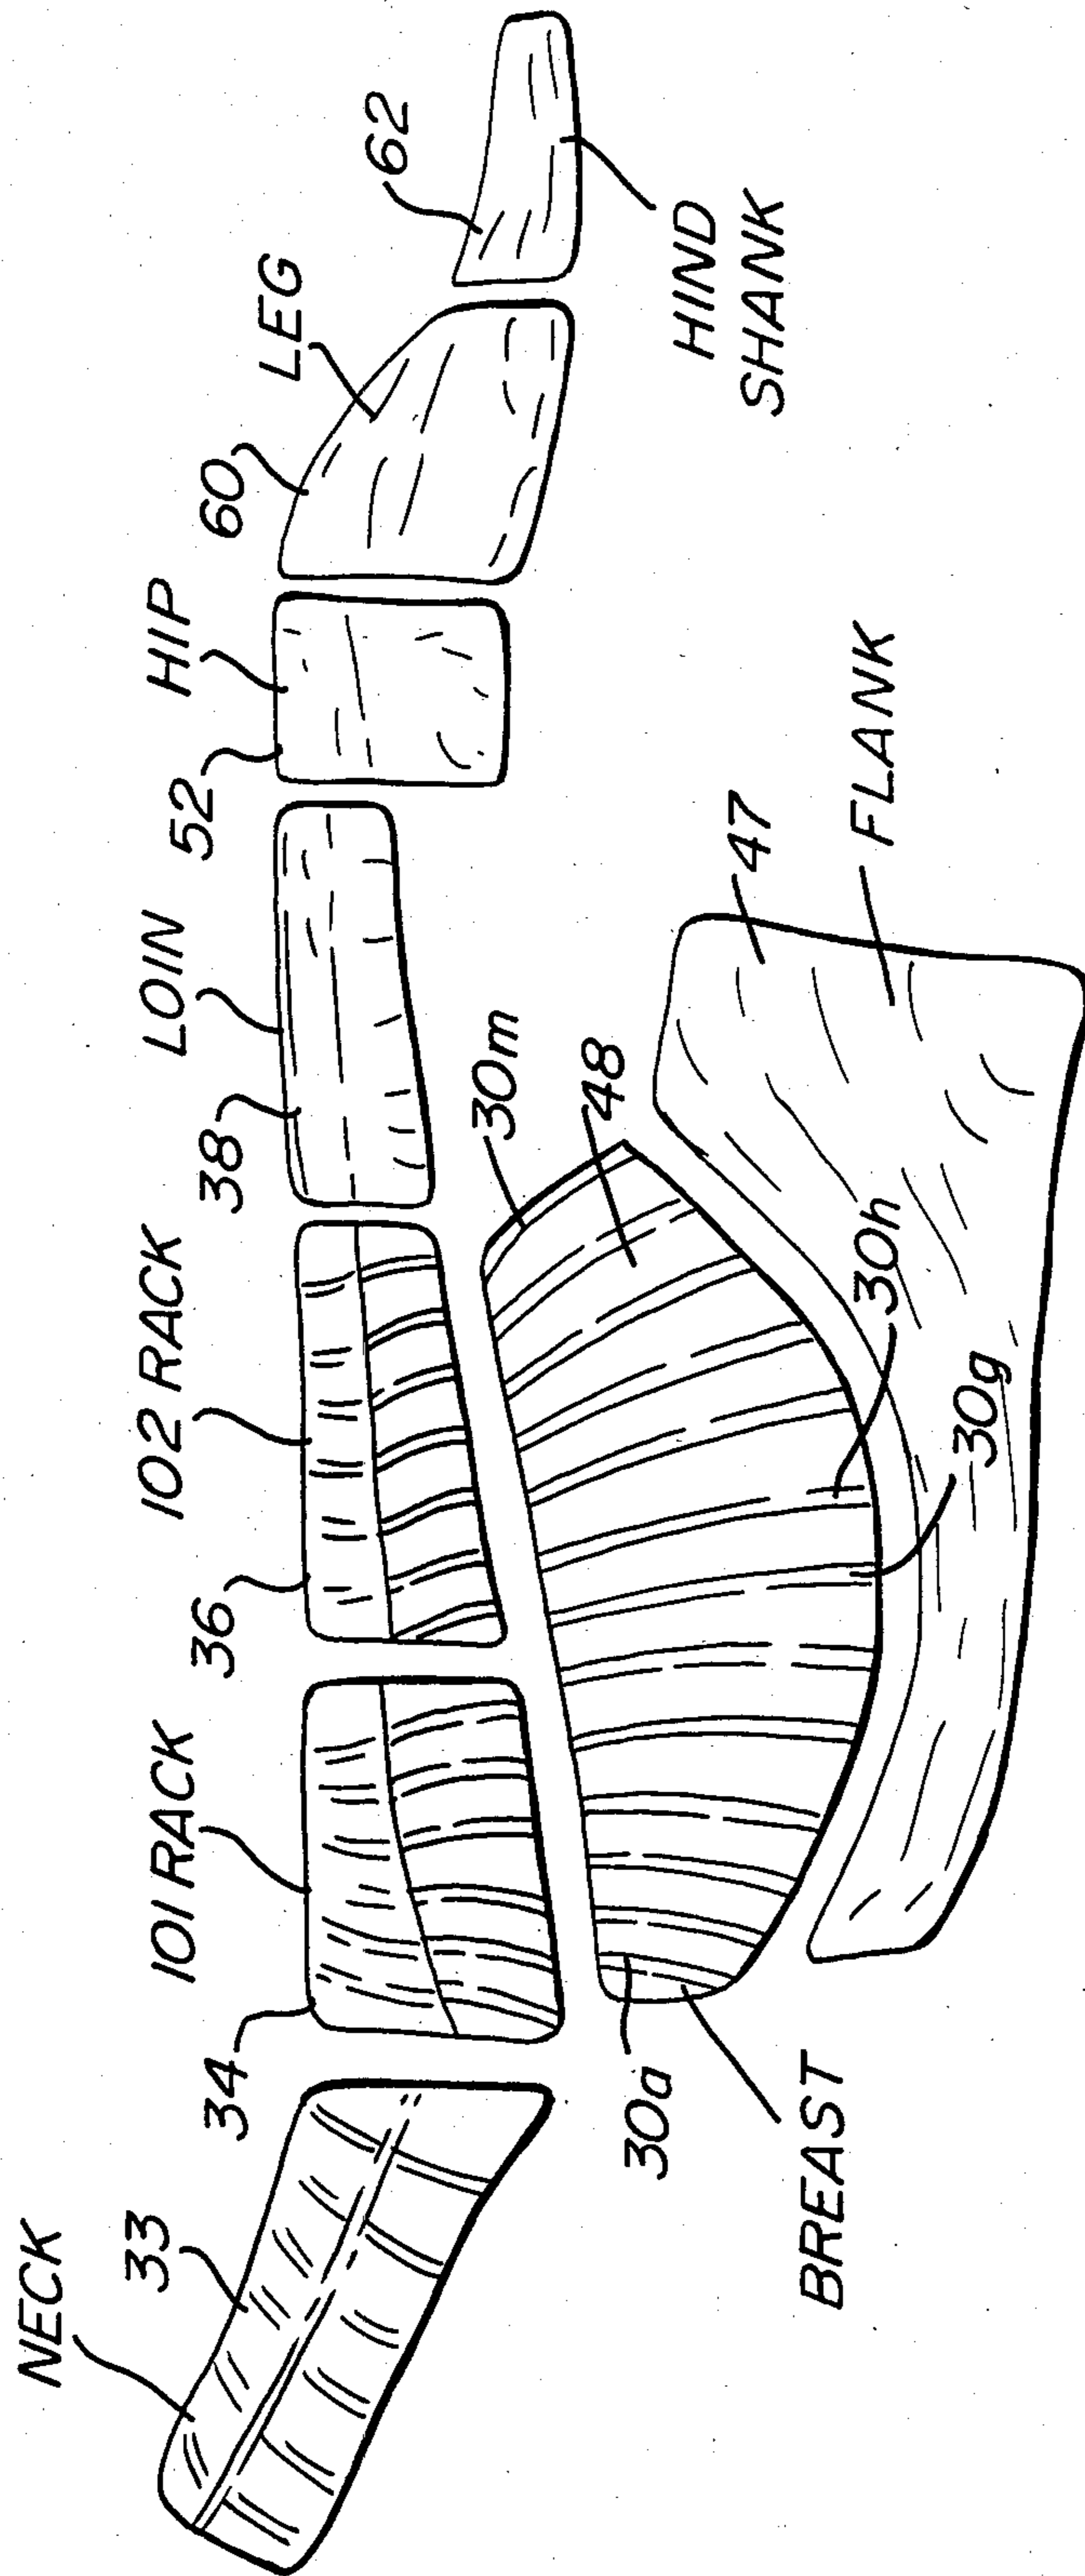 NECK
33
34
101 RACK
36
102 RACK
38
LOIN
52
HIP
60
LEG
62
HIND
SHANK
30m
48
47
FLANK
30h
30g
30a
BREAST